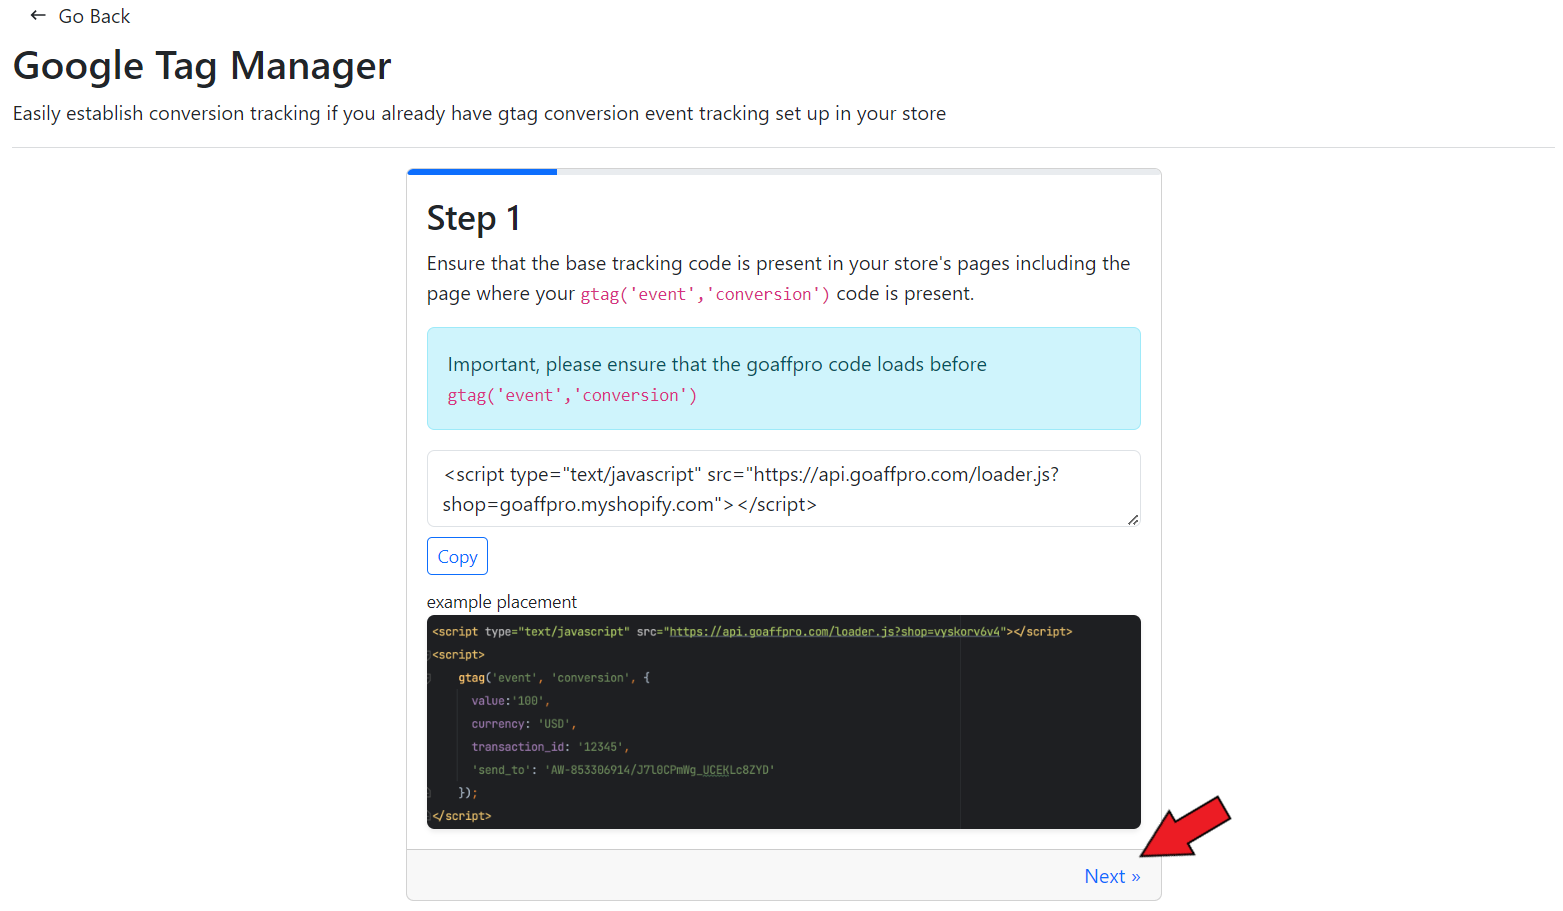 ← Go Back
Google Tag Manager
Easily establish conversion tracking if you already have gtag conversion event tracking set up in your store
Step 1
Ensure that the base tracking code is present in your store's pages including the
page where your gtag('event','conversion') code is present.
Important, please ensure that the goaffpro code loads before
gtag('event','conversion')
<script type="text/javascript" src="https://api.goaffpro.com/loader.js?
shop=goaffpro.myshopify.com"></script>
Copy
example placement
<script type="text/javascript" src="https://api.goaffpro.com/loader.js?shop=vyskorv6v4"></script>
<script>
gtag('event', 'conversion', {
value:'100',
currency: 'USD',
transaction_id: '12345',
'send_to': 'AW-853306914/J7l0CPmWg_UCEKLc8ZYD'
});
</script>
Next »